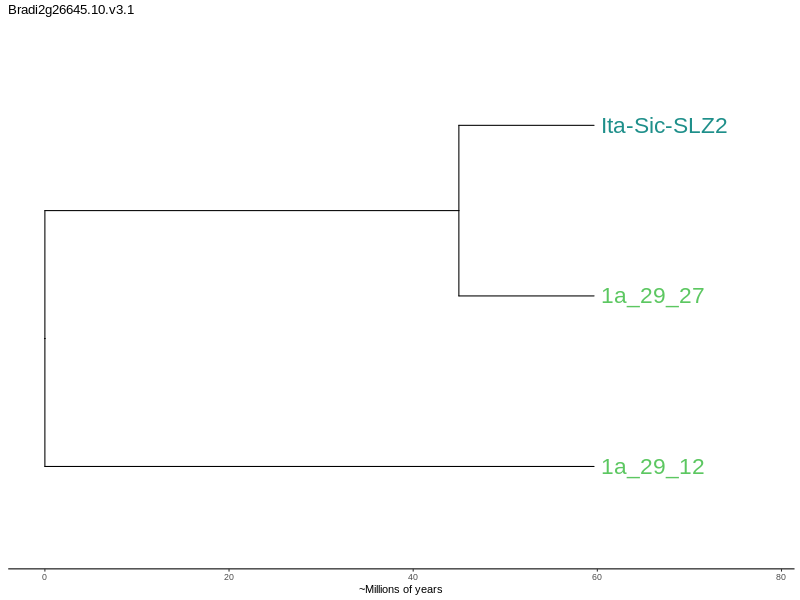 Bradi2g26645.10.v3.1
Ita-Sic-SLZ2
1a_29_27
1a_29_12
0 20 40 60 80
~Millions of years